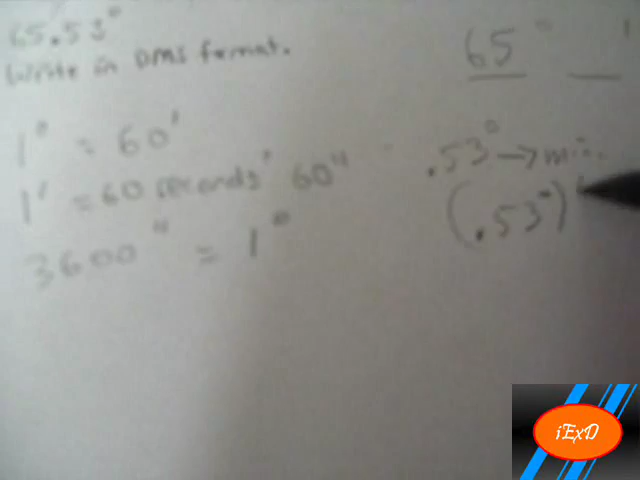 65.53°
Write in DMS format.
1° = 60'
1' = 60 seconds' 60"
3600" = 1°
65° '
.53° → min.
(.53°)
iExD